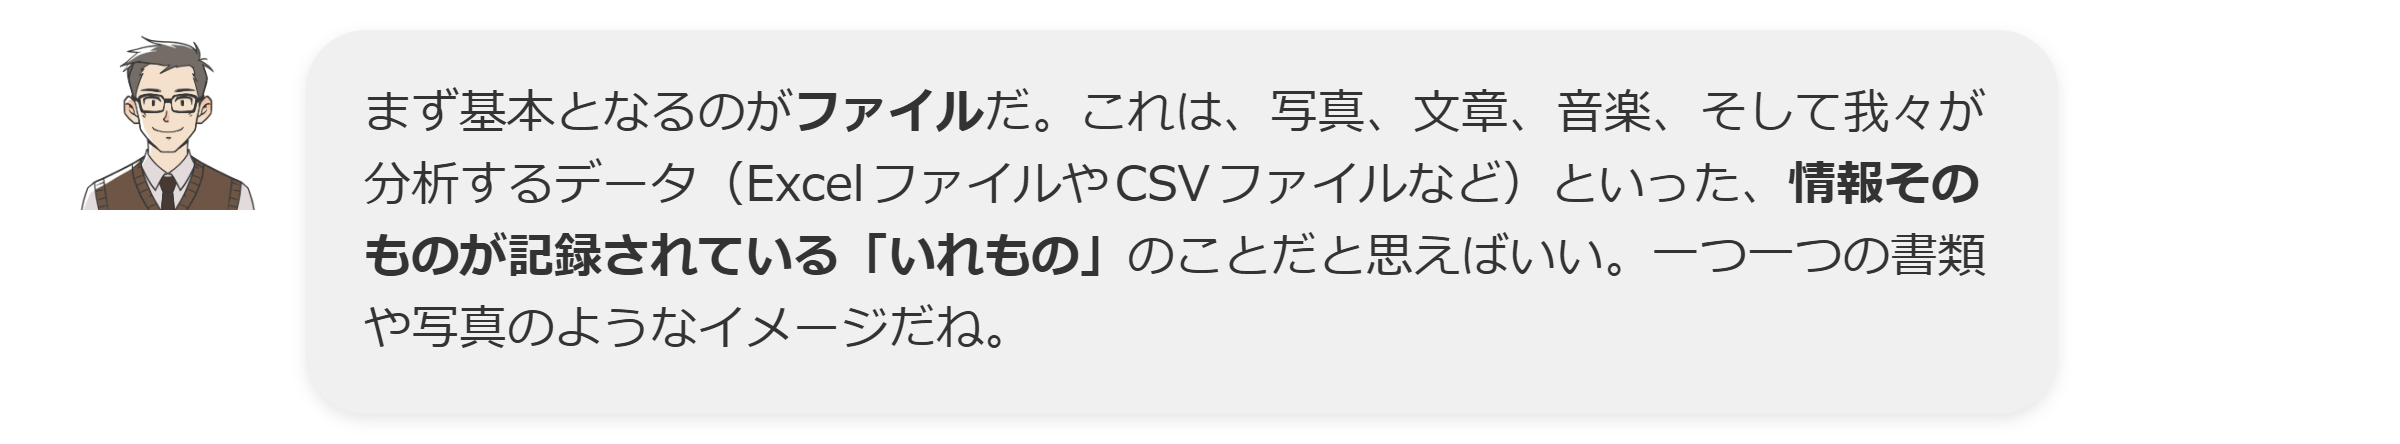 まず基本となるのがファイルだ。これは、写真、文章、音楽、そして我々が
分析するデータ（ExcelファイルやCSVファイルなど）といった、情報その
ものが記録されている「いれもの」のことだと思えばいい。一つ一つの書類
や写真のようなイメージだね。